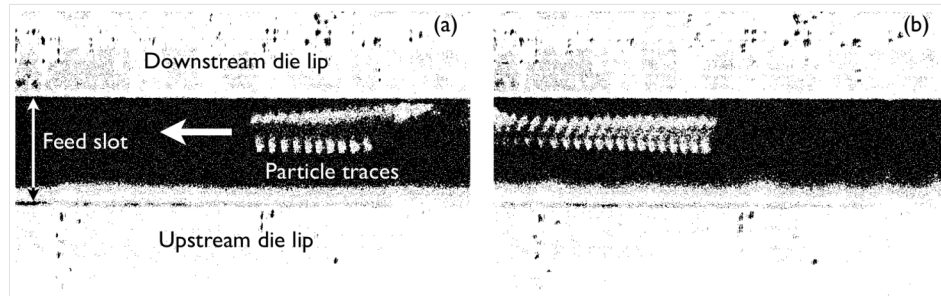 (a)
Downstream die lip
Feed slot
Particle traces
Upstream die lip
(b)